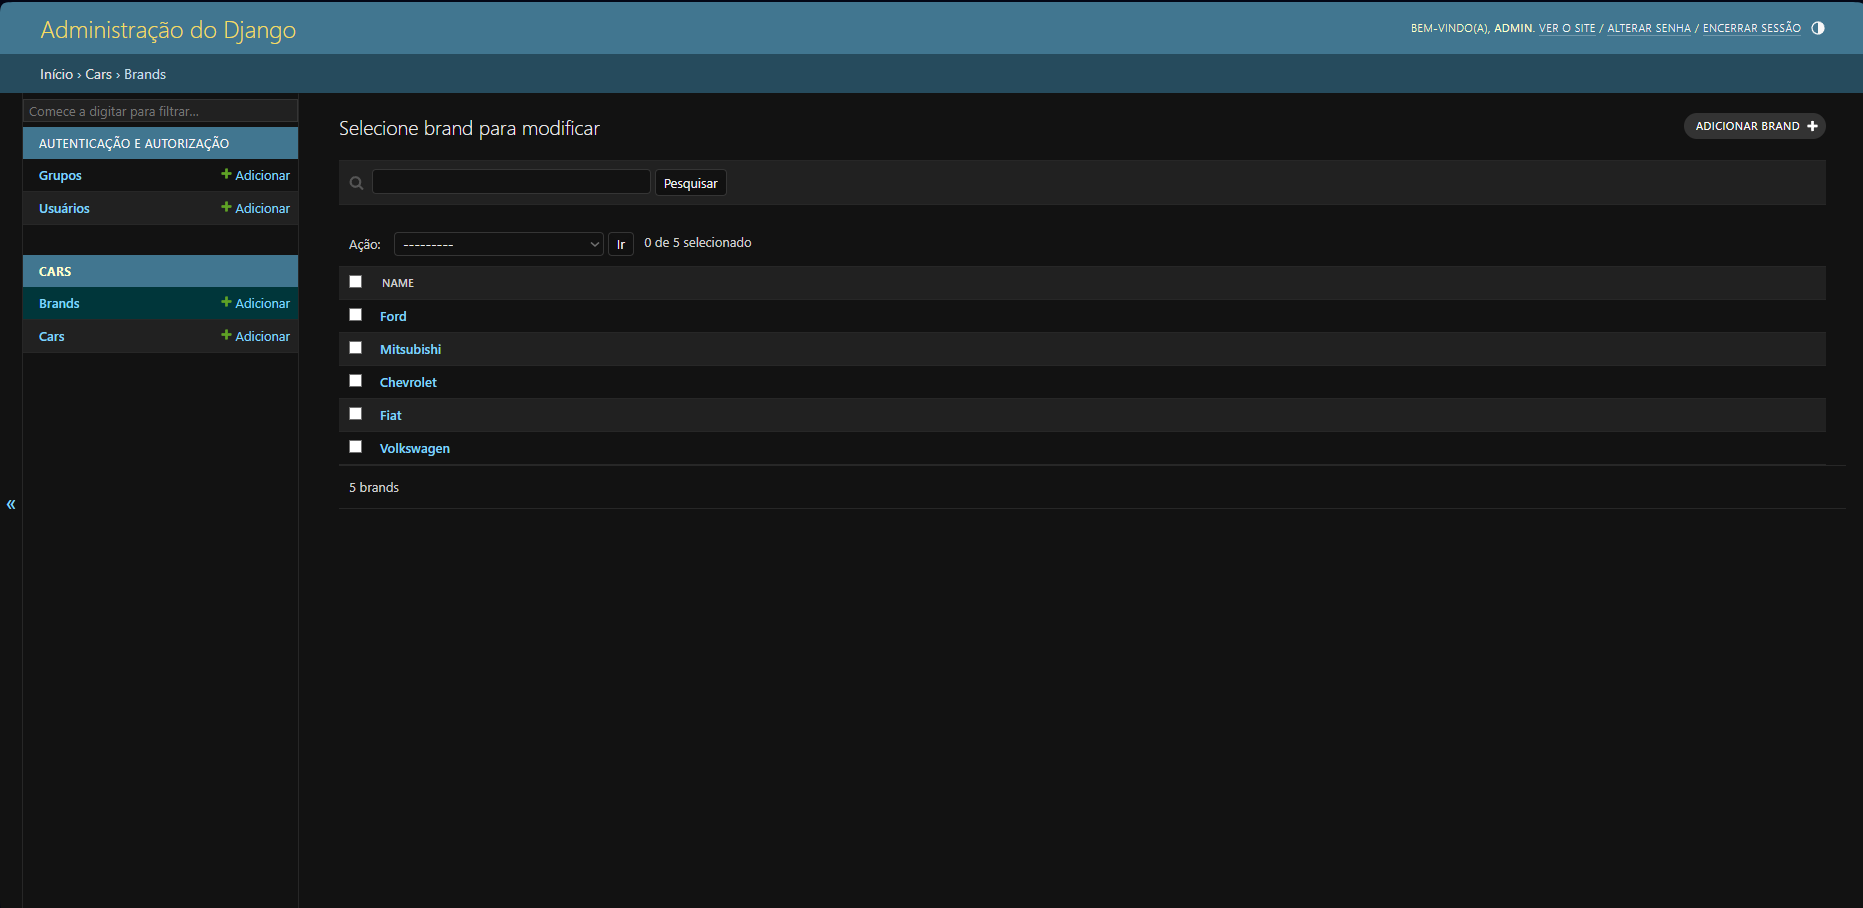 Administração do Django
BEM-VINDO(A), ADMIN. VER O SITE / ALTERAR SENHA / ENCERRAR SESSÃO
Início › Cars › Brands
Comece a digitar para filtrar...
AUTENTICAÇÃO E AUTORIZAÇÃO
Grupos + Adicionar
Usuários + Adicionar
CARS
Brands + Adicionar
Cars + Adicionar
«
Selecione brand para modificar
ADICIONAR BRAND +
Pesquisar
Ação: --------- Ir 0 de 5 selecionado
NAME
Ford
Mitsubishi
Chevrolet
Fiat
Volkswagen
5 brands